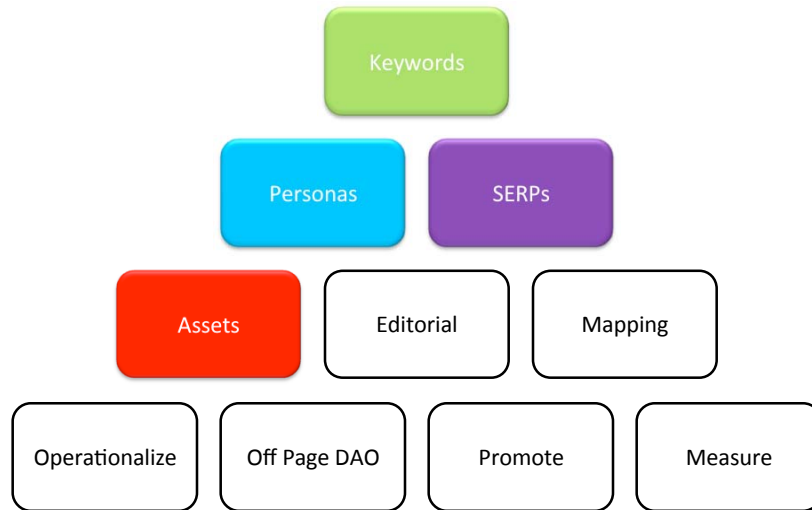 Keywords
Personas
SERPs
Assets
Editorial
Mapping
Operationalize
Off Page DAO
Promote
Measure